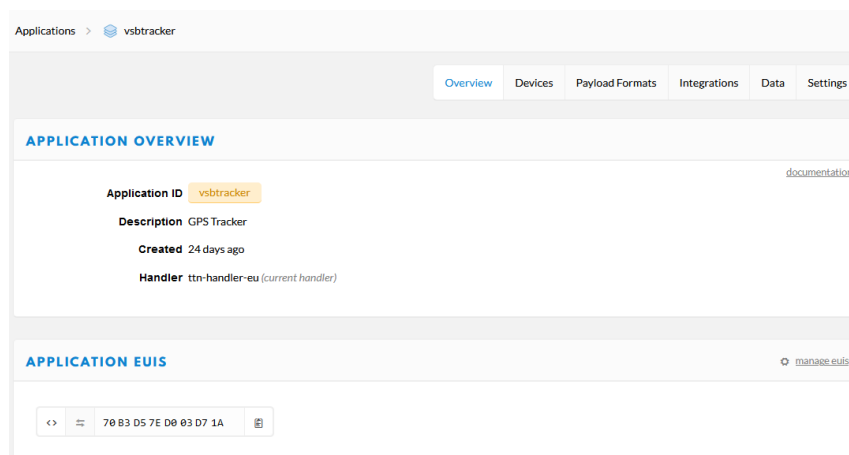 Applications > vsbtracker
Overview Devices Payload Formats Integrations Data Settings
APPLICATION OVERVIEW
documentation
Application ID vsbtracker
Description GPS Tracker
Created 24 days ago
Handler ttn-handler-eu (current handler)
APPLICATION EUIS
manage euis
<> 70 B3 D5 7E D0 03 D7 1A